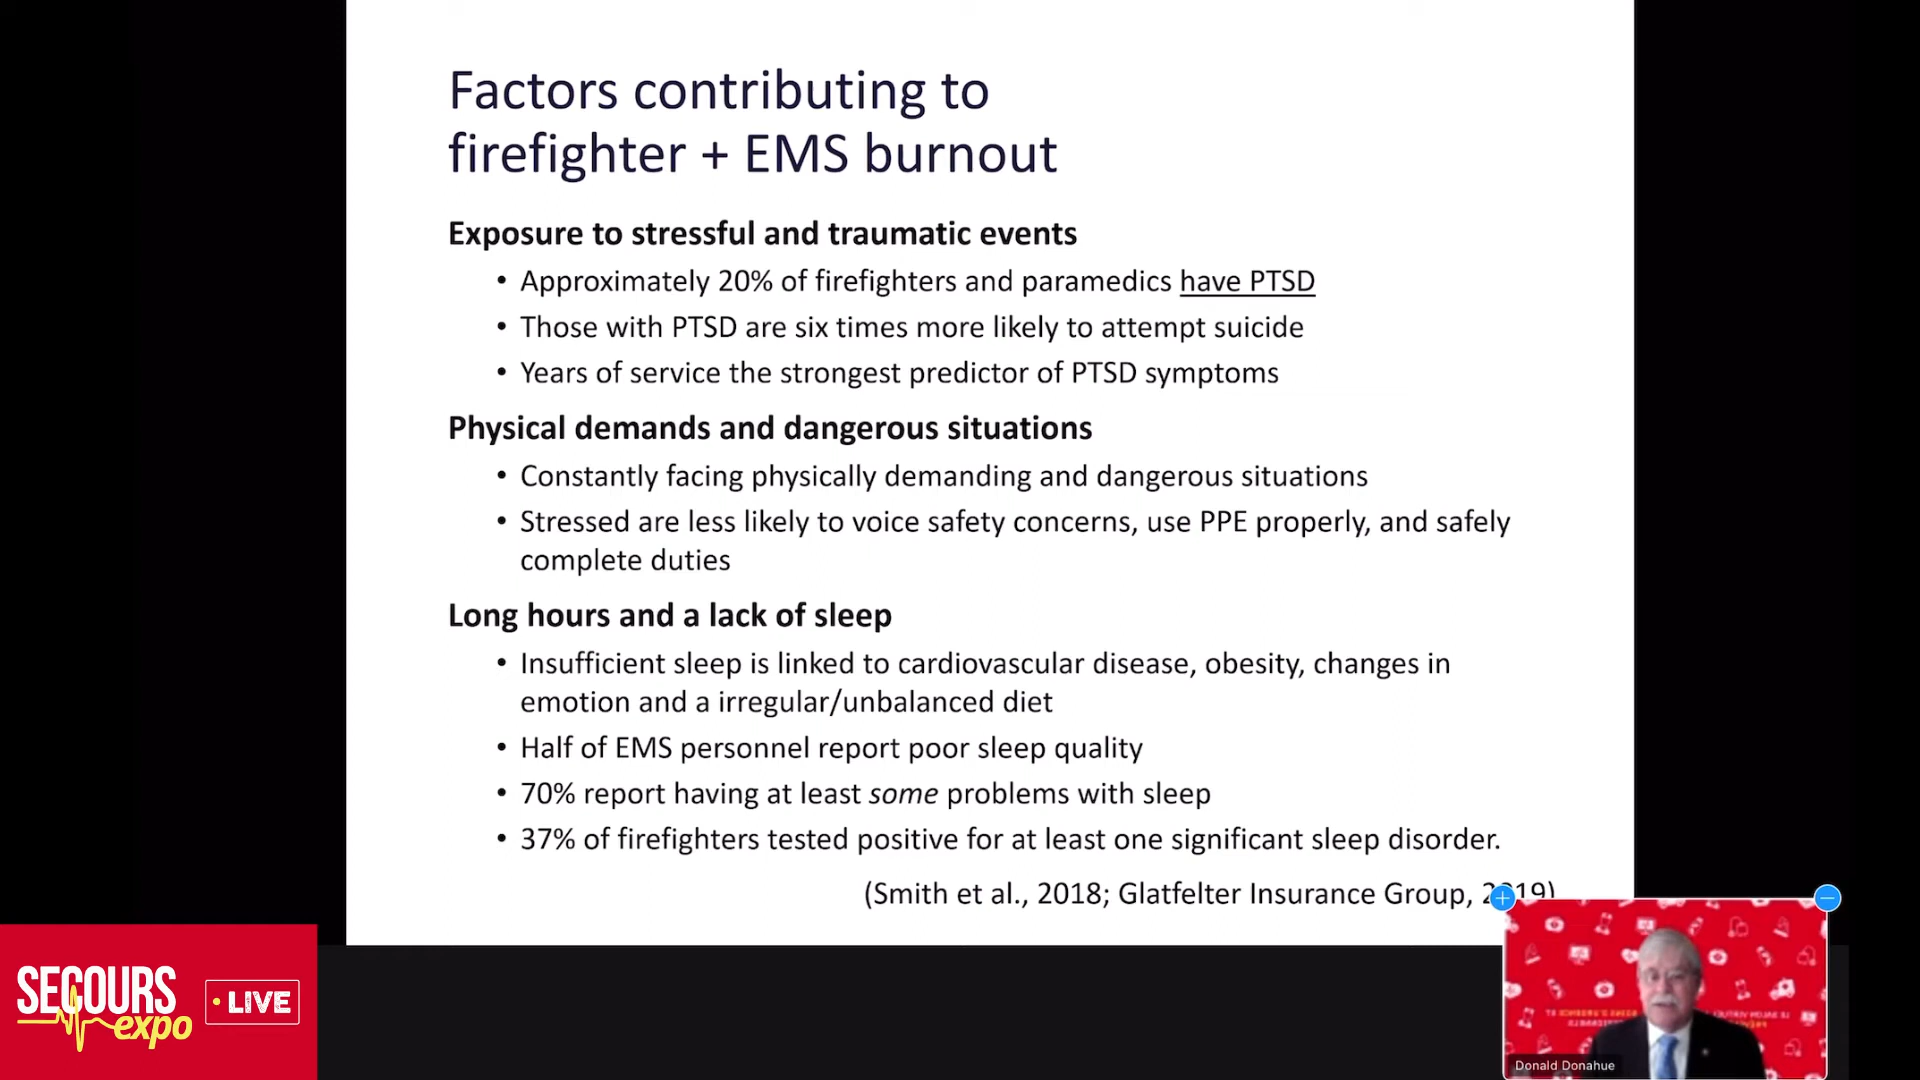 Factors contributing to
firefighter + EMS burnout
Exposure to stressful and traumatic events
• Approximately 20% of firefighters and paramedics have PTSD
• Those with PTSD are six times more likely to attempt suicide
• Years of service the strongest predictor of PTSD symptoms
Physical demands and dangerous situations
• Constantly facing physically demanding and dangerous situations
• Stressed are less likely to voice safety concerns, use PPE properly, and safely
complete duties
Long hours and a lack of sleep
• Insufficient sleep is linked to cardiovascular disease, obesity, changes in
emotion and a irregular/unbalanced diet
• Half of EMS personnel report poor sleep quality
• 70% report having at least some problems with sleep
• 37% of firefighters tested positive for at least one significant sleep disorder.
(Smith et al., 2018; Glatfelter Insurance Group, 2019)
SECOURS
expo
• LIVE
Donald Donahue